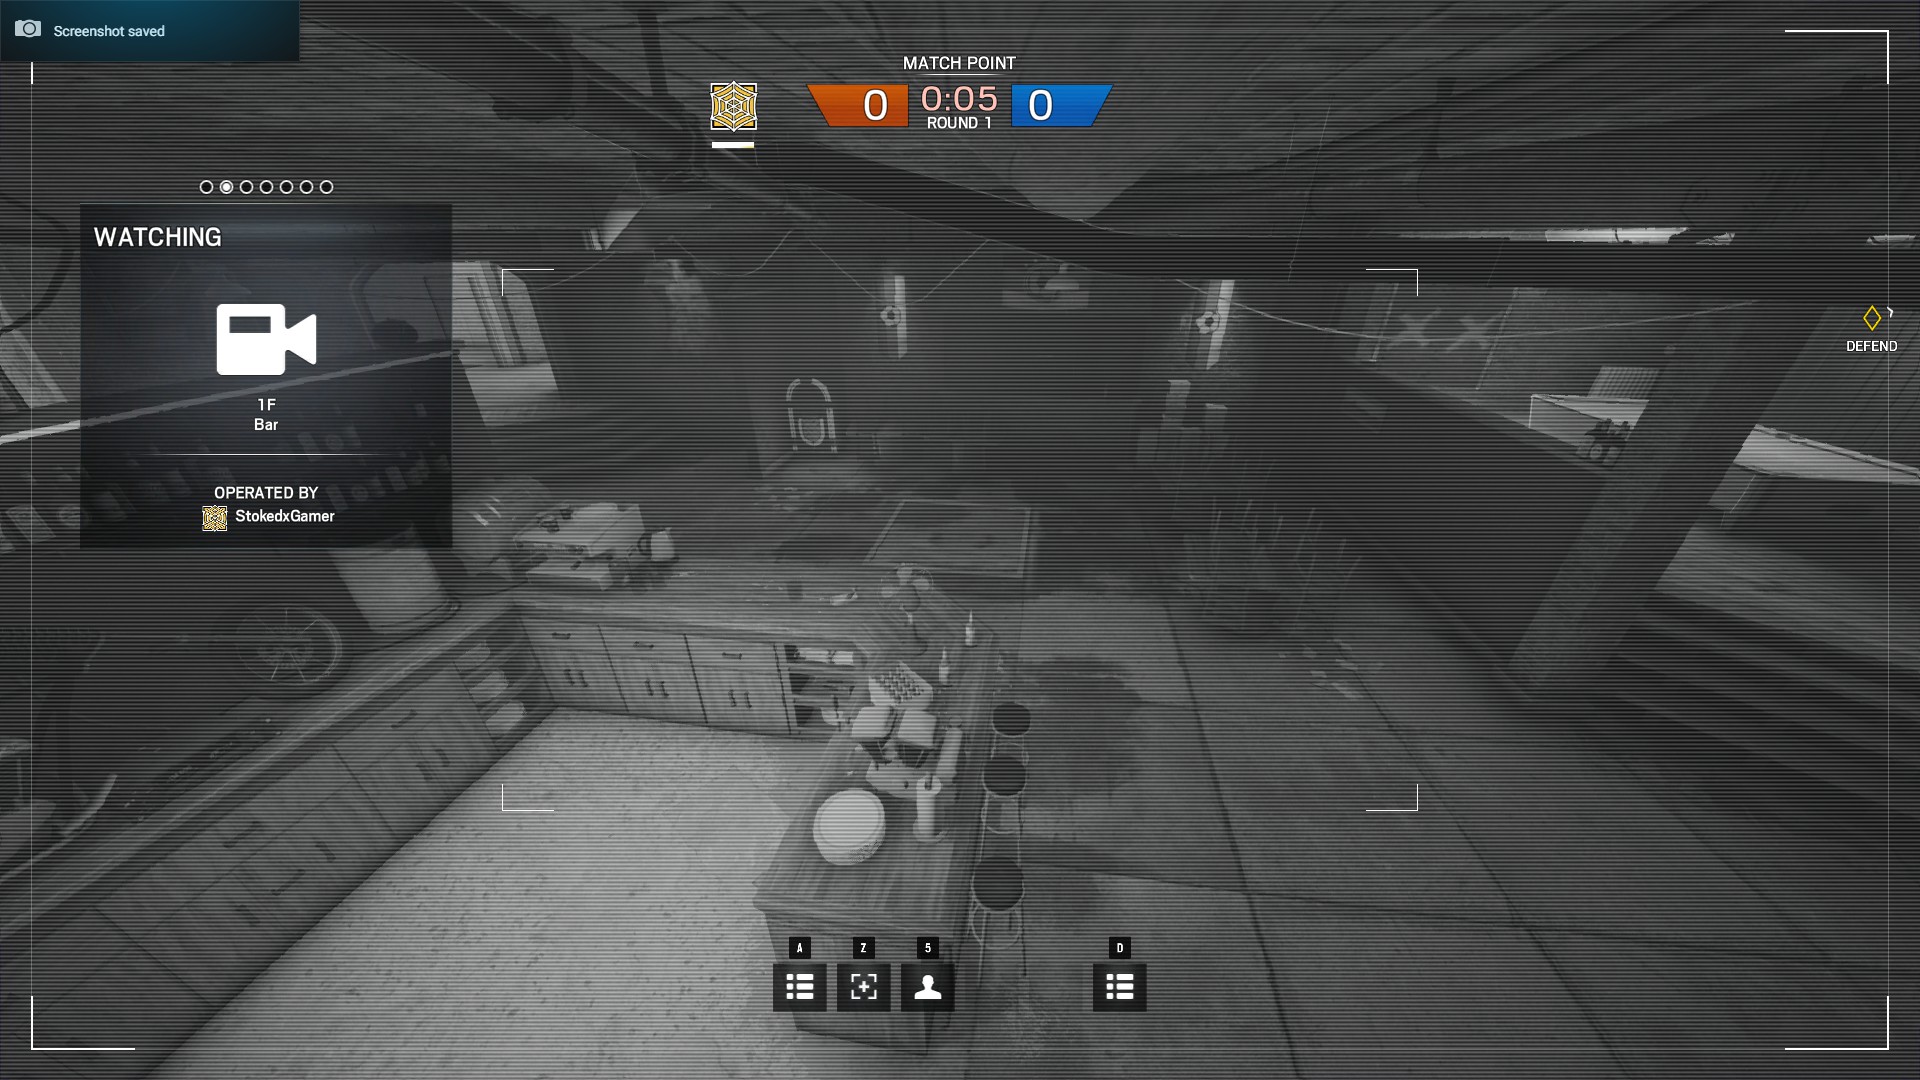 Screenshot saved
MATCH POINT
0 0:05 0
ROUND 1
WATCHING
1F
Bar
OPERATED BY
StokedxGamer
DEFEND
A Z 5 D